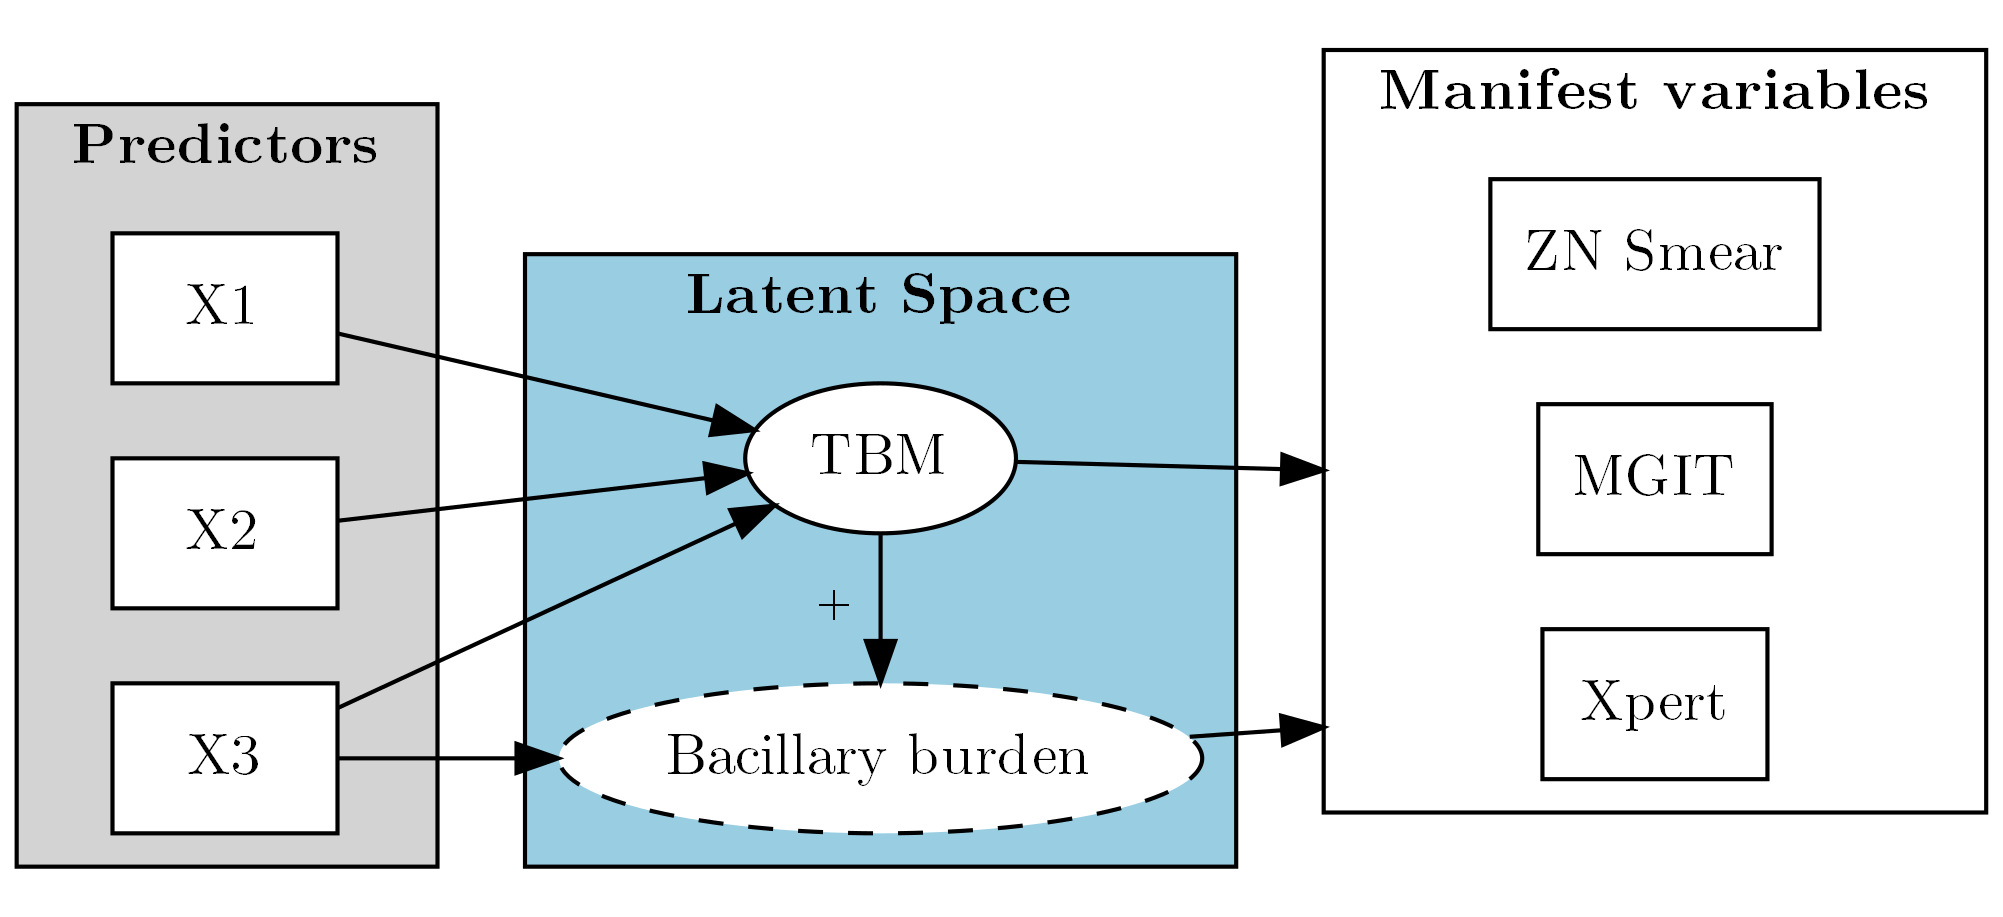 Predictors
X1
X2
X3
Latent Space
TBM
+
Bacillary burden
Manifest variables
ZN Smear
MGIT
Xpert